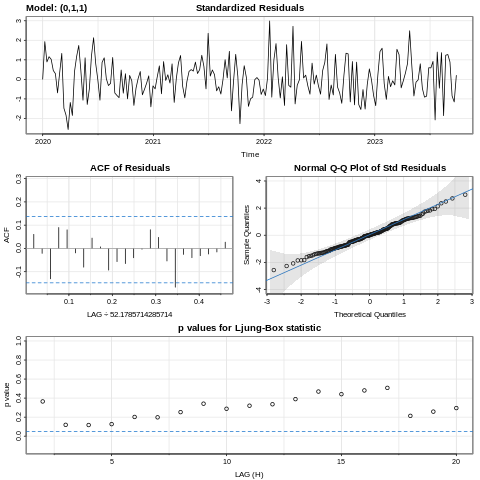 Model: (0,1,1) Standardized Residuals
3
2
1
0
-1
-2
2020 2021 2022 2023
Time
ACF of Residuals
0.3
0.2
0.1
0.0
-0.1
ACF
0.1 0.2 0.3 0.4
LAG ÷ 52.1785714285714
Normal Q-Q Plot of Std Residuals
4
2
0
-2
-4
Sample Quantiles
-3 -2 -1 0 1 2 3
Theoretical Quantiles
p values for Ljung-Box statistic
1.0
0.8
0.6
0.4
0.2
0.0
p value
5 10 15 20
LAG (H)